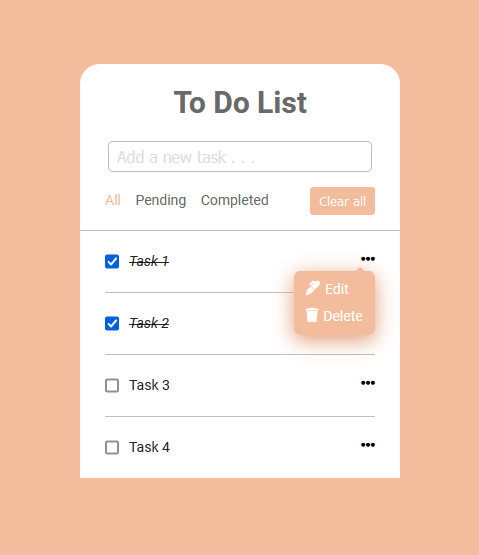 To Do List
Add a new task . . .
All Pending Completed Clear all
Task 1
Edit
Delete
Task 2
Task 3
Task 4